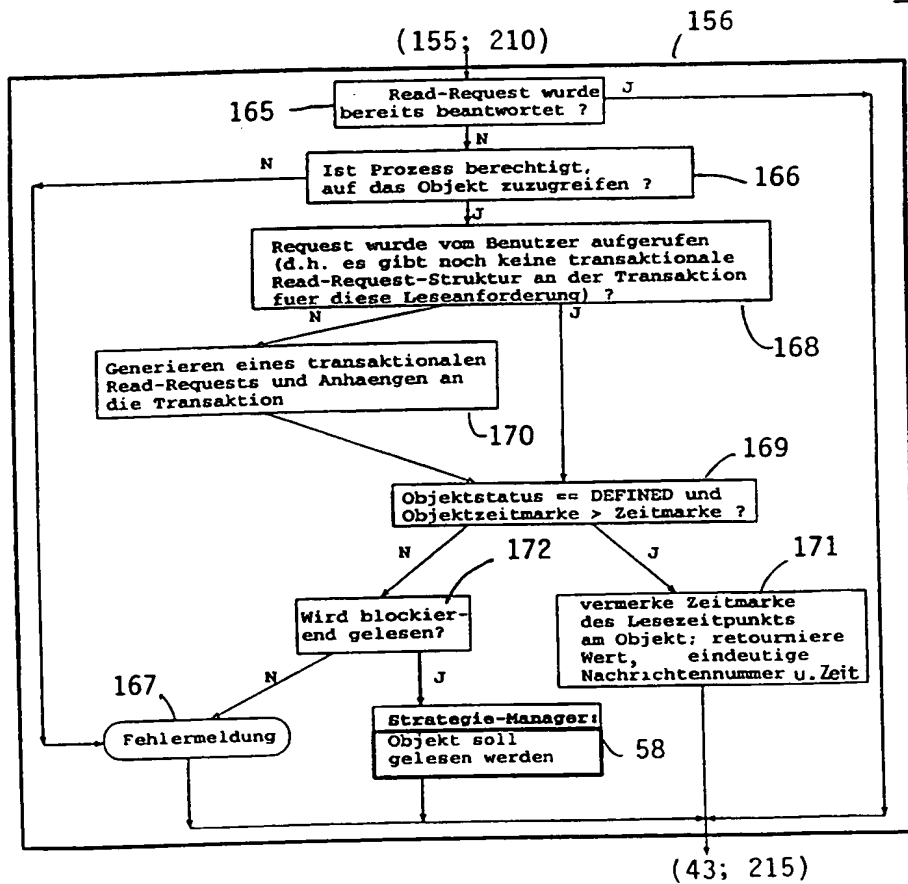 156
(155; 210)
165
Read-Request wurde
bereits beantwortet ?
J
N
N
Ist Prozess berechtigt,
auf das Objekt zuzugreifen ?
166
J
Request wurde vom Benutzer aufgerufen
(d.h. es gibt noch keine transaktionale
Read-Request-Struktur an der Transaktion
fuer diese Leseanforderung) ?
168
N
J
Generieren eines transaktionalen
Read-Requests und Anhaengen an
die Transaktion
170
169
Objektstatus == DEFINED und
Objektzeitmarke > Zeitmarke ?
N
J
172
171
Wird blockier-
end gelesen?
vermerke Zeitmarke
des Lesezeitpunkts
am Objekt; retourniere
Wert, eindeutige
Nachrichtennummer u. Zeit
N
J
167
Fehlermeldung
Strategie-Manager:
Objekt soll
gelesen werden
58
(43; 215)